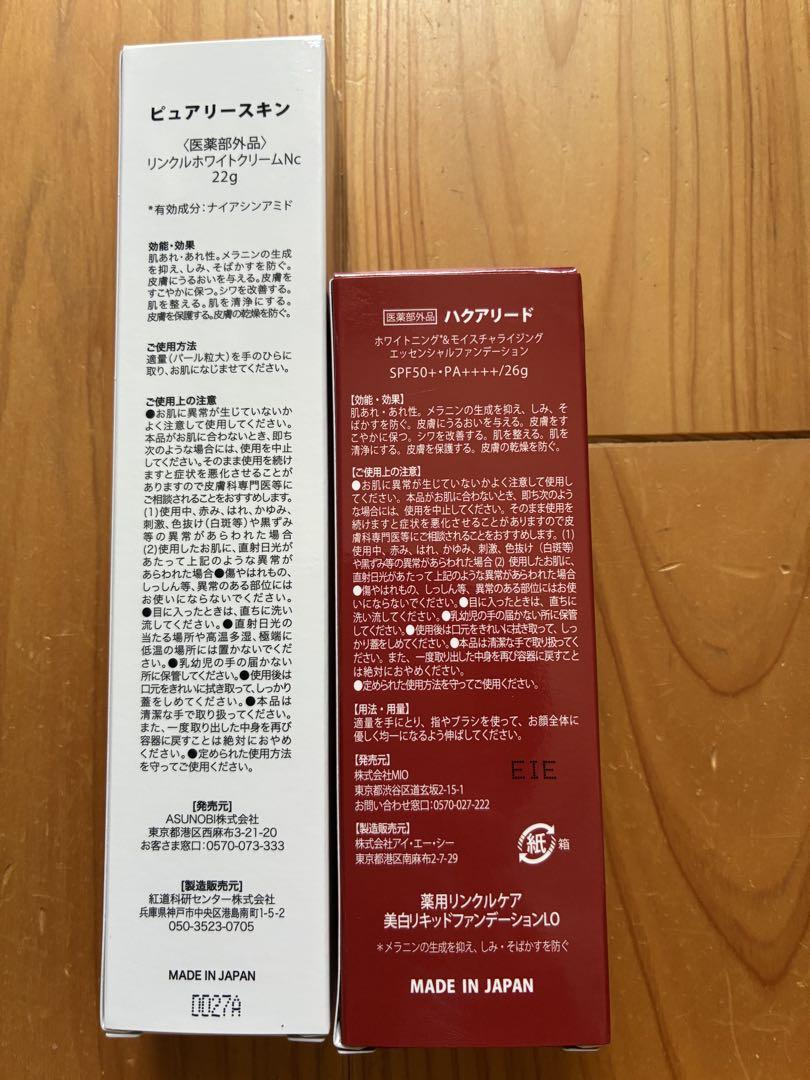 ピュアリースキン
〈医薬部外品〉
リンクルホワイトクリームNc
22g
*有効成分：ナイアシンアミド
効能・効果
肌あれ・あれ性。メラニンの生成
を抑え、しみ、そばかすを防ぐ。
皮膚にうるおいを与える。皮膚を
すこやかに保つ。シワを改善する。
肌を整える。肌を清浄にする。
皮膚を保護する。皮膚の乾燥を防ぐ。
ご使用方法
適量（パール粒大）を手のひらに
取り、お肌になじませてください。
ご使用上の注意
●お肌に異常が生じていないか
よく注意して使用してください。
本品がお肌に合わないとき、即ち
次のような場合には、使用を中止
してください。そのまま使用を続け
ますと症状を悪化させることが
ありますので皮膚科専門医等に
ご相談されることをおすすめします。
(1)使用中、赤み、はれ、かゆみ、
刺激、色抜け（白斑等）や黒ずみ
等の異常があらわれた場合
(2)使用したお肌に、直射日光が
あたって上記のような異常が
あらわれた場合●傷やはれもの、
しっしん等、異常のある部位には
お使いにならないでください。
●目に入ったときは、直ちに洗い
流してください。●直射日光の
当たる場所や高温多湿、極端に
低温の場所には置かないでくだ
さい。●乳幼児の手の届かない
所に保管してください。●使用後は
口元をきれいに拭き取って、しっかり
蓋をしめてください。●本品は
清潔な手で取り扱ってください。
また、一度取り出した中身を再び
容器に戻すことは絶対におやめ
ください。●定められた使用方法
を守ってご使用ください。
[発売元]
ASUNOBI株式会社
東京都港区西麻布3-21-20
お客さま窓口：0570-073-333
[製造販売元]
紅道科研センター株式会社
兵庫県神戸市中央区港島南町1-5-2
050-3523-0705
MADE IN JAPAN
0027A
医薬部外品 ハクアリード
ホワイトニング*&モイスチャライジング
エッセンシャルファンデーション
SPF50+・PA++++/26g
【効能・効果】
肌あれ・あれ性。メラニンの生成を抑え、しみ、そ
ばかすを防ぐ。皮膚にうるおいを与える。皮膚をす
こやかに保つ。シワを改善する。肌を整える。肌を
清浄にする。皮膚を保護する。皮膚の乾燥を防ぐ。
【ご使用上の注意】
●お肌に異常が生じていないかよく注意して使用し
てください。本品がお肌に合わないとき、即ち次のよう
な場合には、使用を中止してください。そのまま使用を
続けますと症状を悪化させることがありますので皮
膚科専門医等にご相談されることをおすすめします。(1)
使用中、赤み、はれ、かゆみ、刺激、色抜け（白斑等）
や黒ずみ等の異常があらわれた場合(2) 使用したお肌に、
直射日光があたって上記のような異常があらわれた場合
●傷やはれもの、しっしん等、異常のある部位にはお使
いにならないでください。●目に入ったときは、直ちに
洗い流してください。●乳幼児の手の届かない所に保管
してください。●使用後は口元をきれいに拭き取って、しっ
かり蓋をしめてください。●本品は清潔な手で取り扱ってく
ださい。また、一度取り出した中身を再び容器に戻すこと
は絶対におやめください。
●定められた使用方法を守ってご使用ください。
【用法・用量】
適量を手にとり、指やブラシを使って、お顔全体に
優しく均一になるよう伸ばしてください。
【発売元】
株式会社MIO
東京都渋谷区道玄坂2-15-1
お問い合わせ窓口：0570-027-222
EIE
【製造販売元】
株式会社アイ・エー・シー
東京都港区南麻布2-7-29
紙 箱
薬用リンクルケア
美白リキッドファンデーションLO
＊メラニンの生成を抑え、しみ・そばかすを防ぐ
MADE IN JAPAN